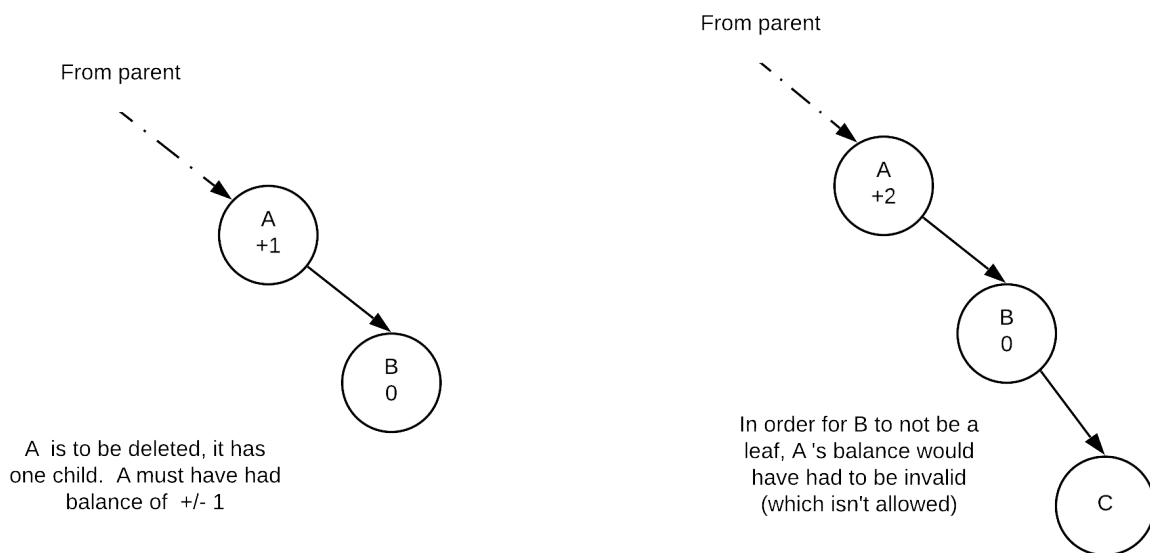 From parent
A
+1
B
0
A is to be deleted, it has
one child. A must have had
balance of +/- 1
From parent
A
+2
B
0
C
In order for B to not be a
leaf, A 's balance would
have had to be invalid
(which isn't allowed)